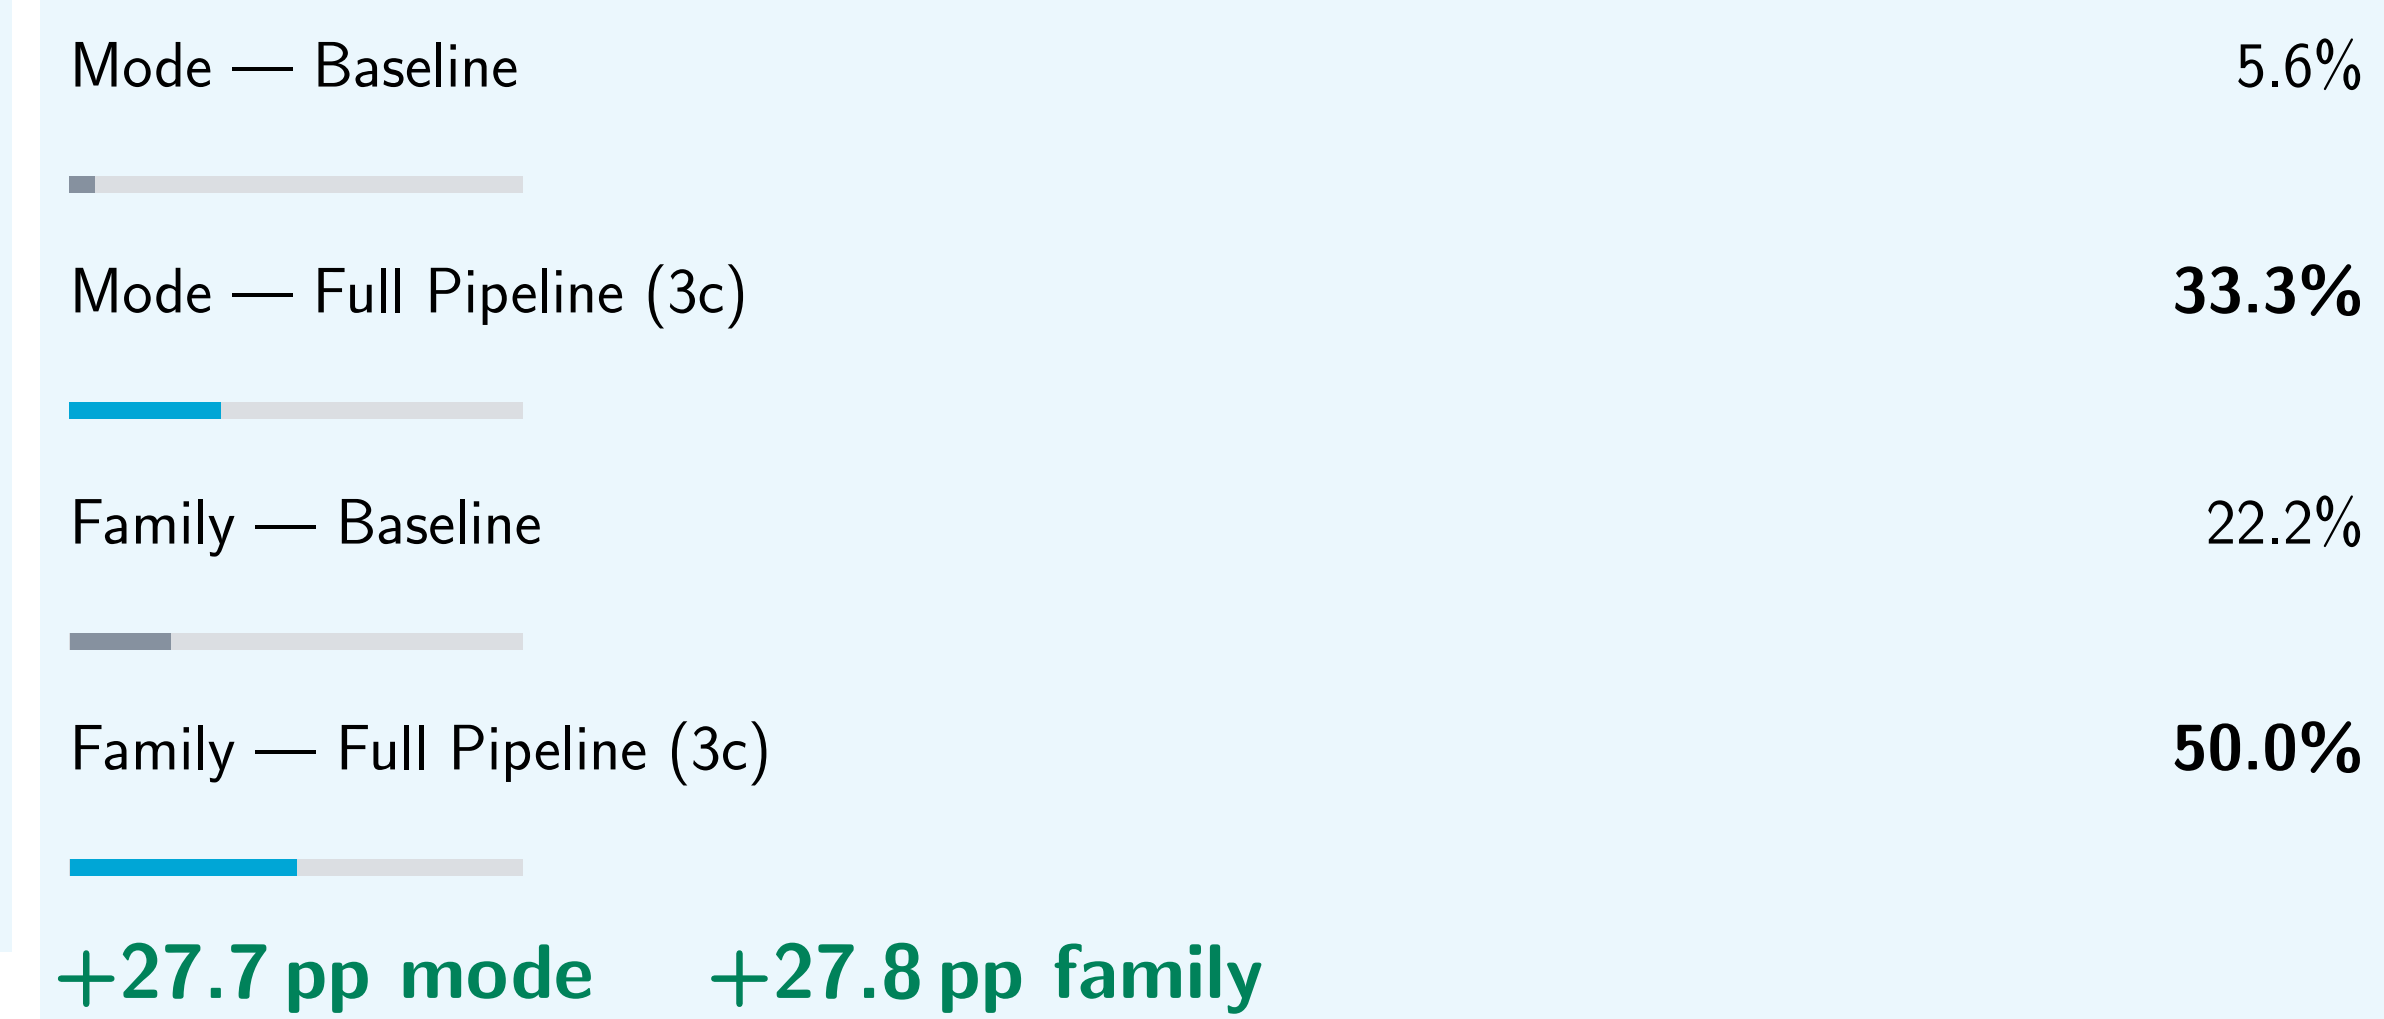 Mode — Baseline 5.6%
Mode — Full Pipeline (3c) 33.3%
Family — Baseline 22.2%
Family — Full Pipeline (3c) 50.0%
+27.7 pp mode +27.8 pp family